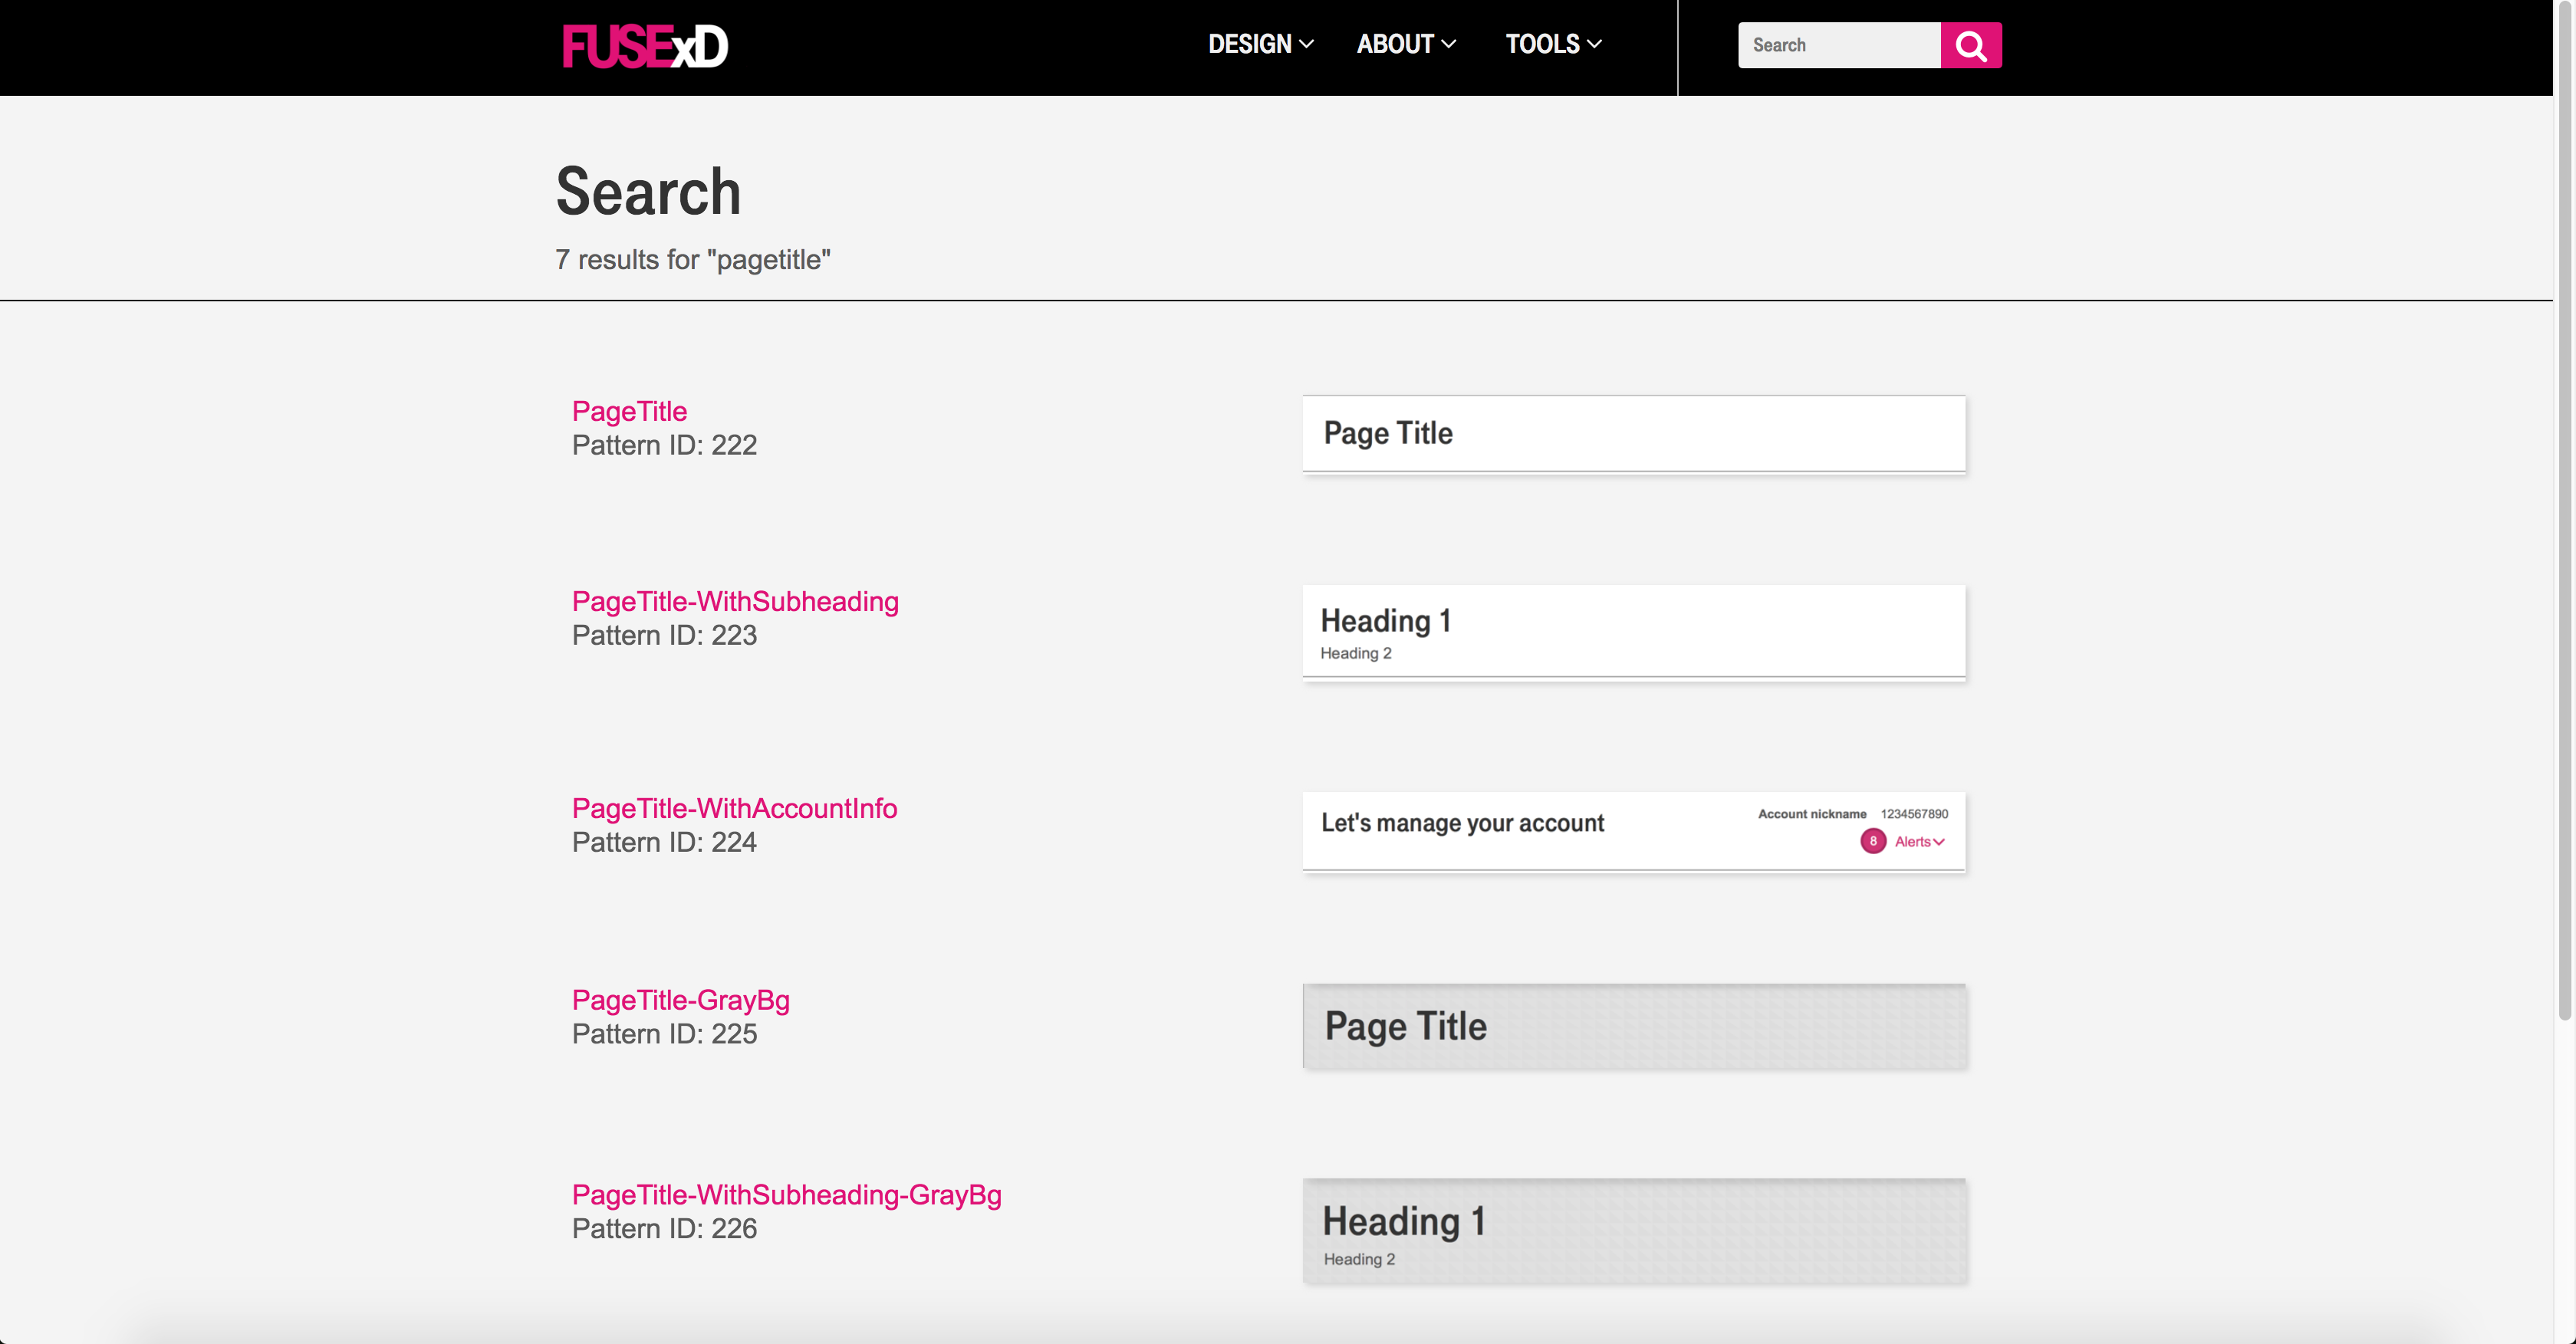 FUSExD
DESIGN
ABOUT
TOOLS
Search
Search
7 results for "pagetitle"
PageTitle
Pattern ID: 222
Page Title
PageTitle-WithSubheading
Pattern ID: 223
Heading 1
Heading 2
PageTitle-WithAccountInfo
Pattern ID: 224
Let's manage your account
Account nickname 1234567890
8 Alerts
PageTitle-GrayBg
Pattern ID: 225
Page Title
PageTitle-WithSubheading-GrayBg
Pattern ID: 226
Heading 1
Heading 2